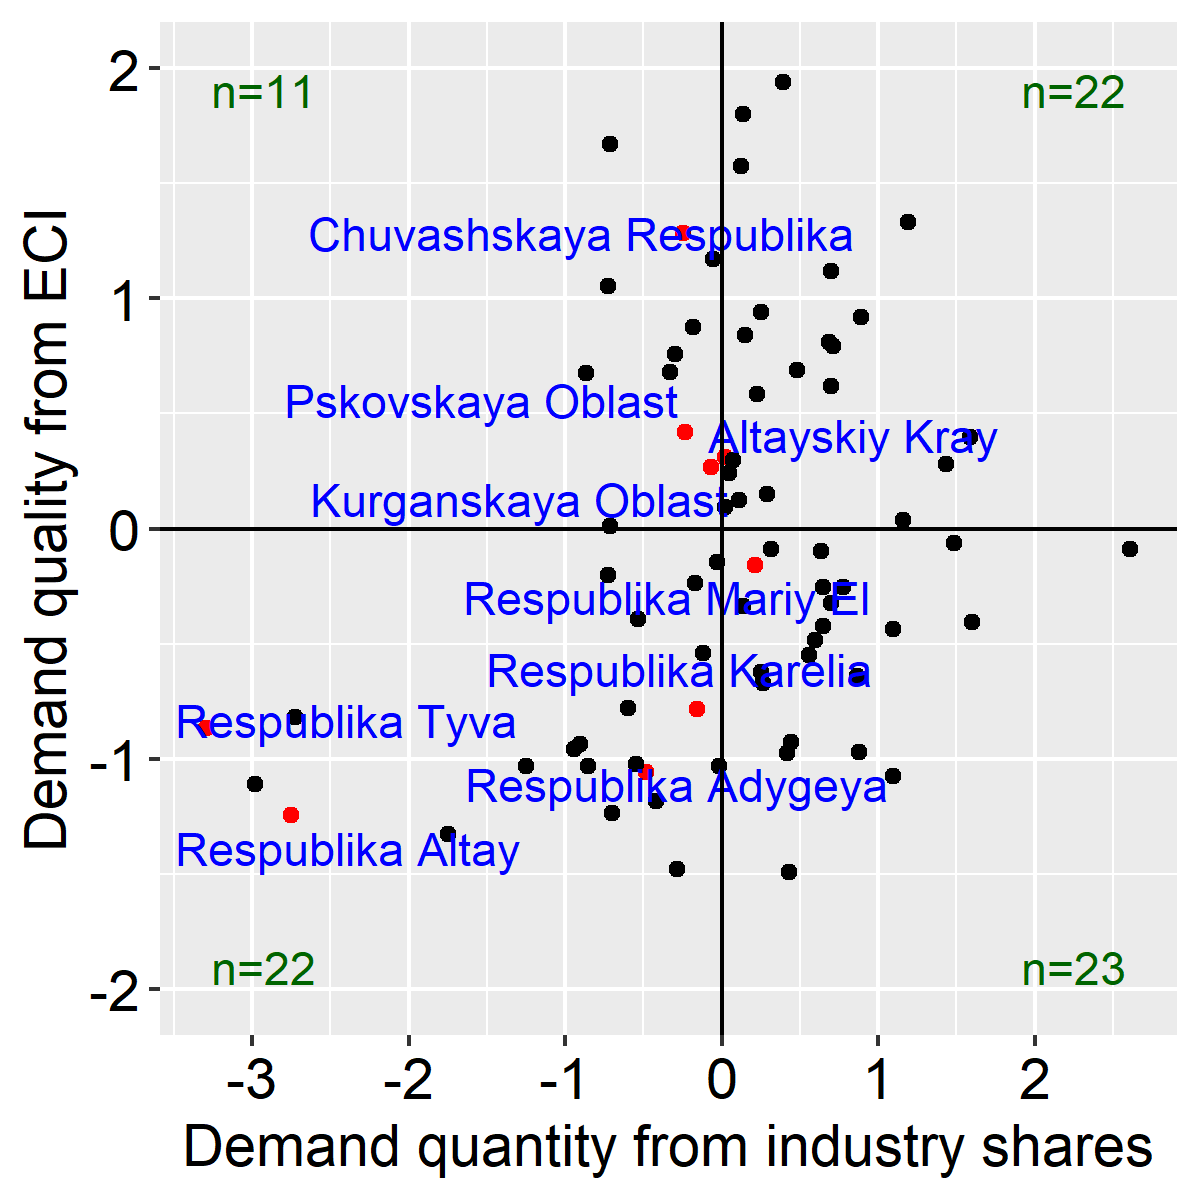 2
n=11
n=22
Chuvashskaya Respublika
1
Pskovskaya Oblast
Altayskiy Kray
Kurganskaya Oblast
0
Respublika Mariy El
Respublika Karelia
Respublika Tyva
-1
Respublika Adygeya
Respublika Altay
n=22
n=23
-2
-3
-2
-1
0
1
2
Demand quantity from industry shares
Demand quality from ECI